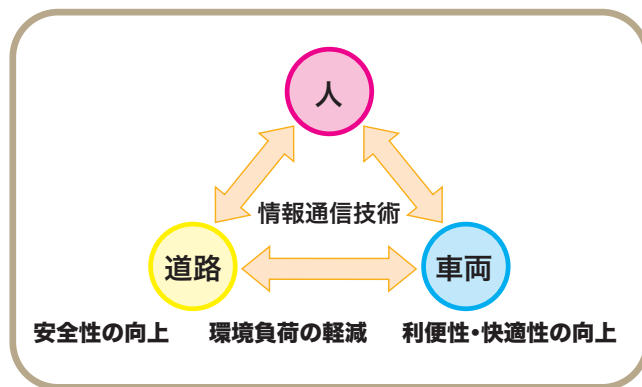 人
情報通信技術
道路
車両
安全性の向上
環境負荷の軽減
利便性・快適性の向上